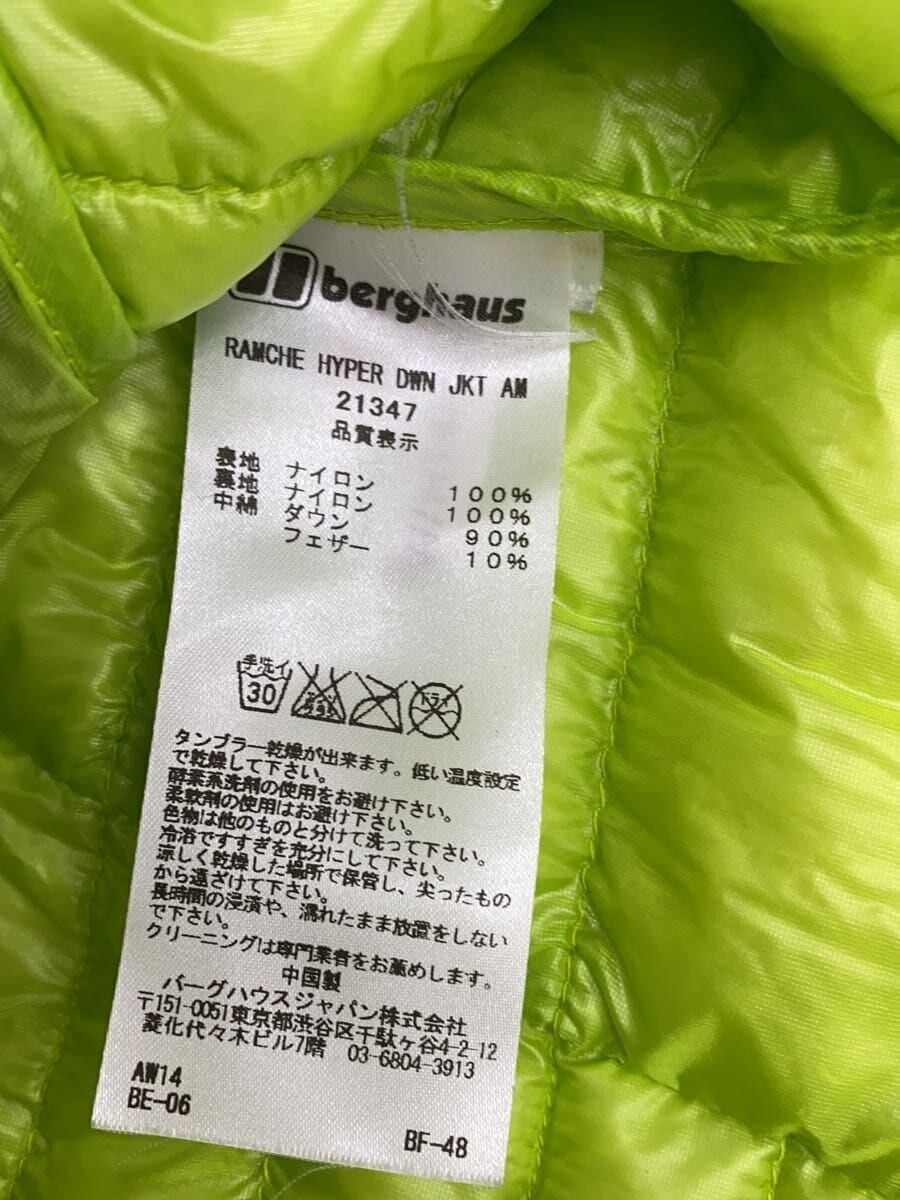 berghaus
RAMCHE HYPER DWN JKT AM
21347
品質表示
表地 ナイロン 100%
裏地 ナイロン 100%
中綿 ダウン 90%
フェザー 10%
手洗イ
30
エンソサラシ
ドライ
タンブラー乾燥が出来ます。低い温度設定
で乾燥して下さい。
酵素系洗剤の使用をお避け下さい。
柔軟剤の使用はお避け下さい。
色物は他のものと分けて洗って下さい。
冷浴ですすぎを充分にして下さい。
涼しく乾燥した場所で保管し、尖ったもの
から遠ざけて下さい。
長時間の浸漬や、濡れたまま放置をしない
で下さい。
クリーニングは専門業者をお薦めします。
中国製
バーグハウスジャパン株式会社
〒151-0051東京都渋谷区千駄ヶ谷4-2-12
菱化代々木ビル7階 03-6804-3913
AW14
BE-06
BF-48